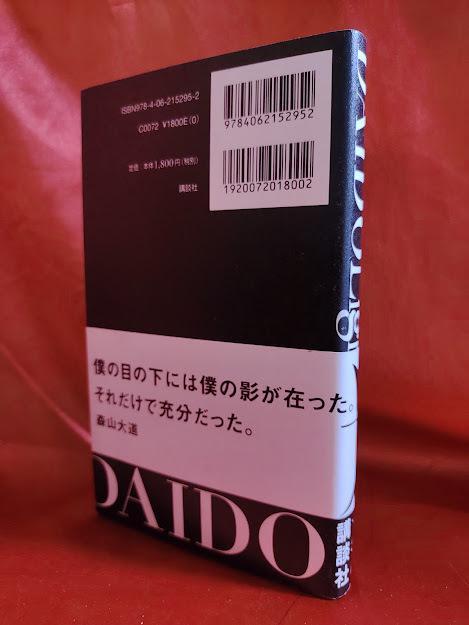 ISBN978-4-06-215295-2
C0072 ¥1800E(0)
定価 本体1,800円(税別)
講談社
9784062152952
1920072018002
僕の目の下には僕の影が在った。
それだけで充分だった。
森山大道
DAIDO
DAIDOLogi
講談社